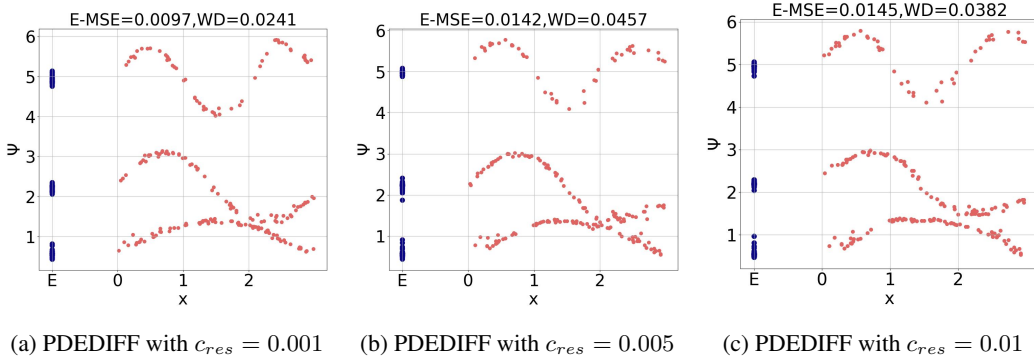 E-MSE=0.0097,WD=0.0241
6
5
4
3
2
1
Ψ
E 0 1 2
x
(a) PDEDIFF with c_res = 0.001
E-MSE=0.0142,WD=0.0457
6
5
4
3
2
1
Ψ
E 0 1 2
x
(b) PDEDIFF with c_res = 0.005
E-MSE=0.0145,WD=0.0382
6
5
4
3
2
1
Ψ
E 0 1 2
x
(c) PDEDIFF with c_res = 0.01